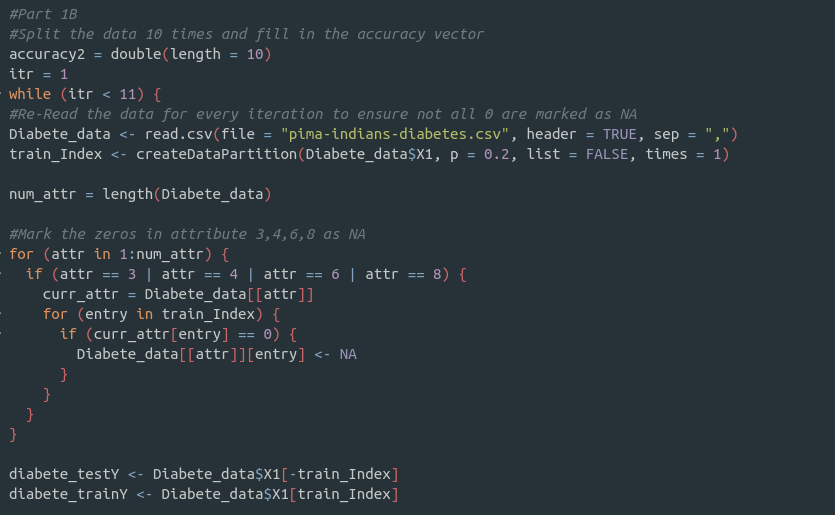 #Part 1B
#Split the data 10 times and fill in the accuracy vector
accuracy2 = double(length = 10)
itr = 1
while (itr < 11) {
#Re-Read the data for every iteration to ensure not all 0 are marked as NA
Diabete_data <- read.csv(file = "pima-indians-diabetes.csv", header = TRUE, sep = ",")
train_Index <- createDataPartition(Diabete_data$X1, p = 0.2, list = FALSE, times = 1)

num_attr = length(Diabete_data)

#Mark the zeros in attribute 3,4,6,8 as NA
for (attr in 1:num_attr) {
  if (attr == 3 | attr == 4 | attr == 6 | attr == 8) {
    curr_attr = Diabete_data[[attr]]
    for (entry in train_Index) {
      if (curr_attr[entry] == 0) {
        Diabete_data[[attr]][entry] <- NA
      }
    }
  }
}

diabete_testY <- Diabete_data$X1[-train_Index]
diabete_trainY <- Diabete_data$X1[train_Index]